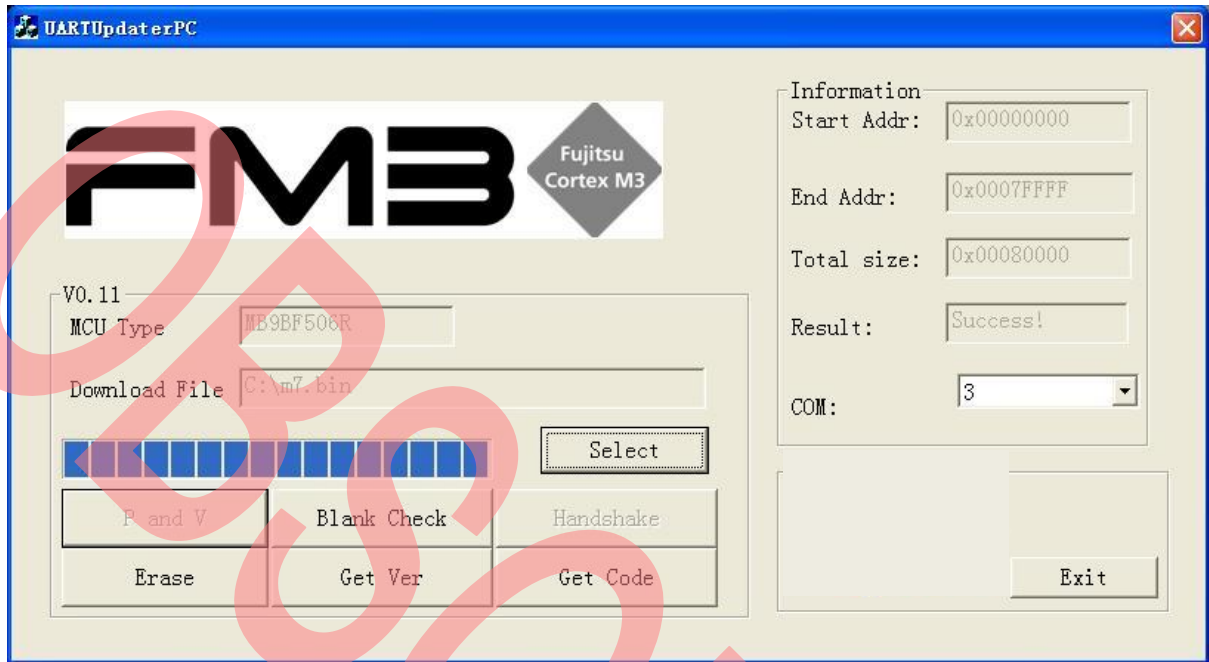 UARTUpdaterPC
FM3
Fujitsu
Cortex M3
V0.11
MCU Type MB9BF506R
Download File C:\m7.bin
Select
P and V Blank Check Handshake
Erase Get Ver Get Code
Information
Start Addr: 0x00000000
End Addr: 0x0007FFFF
Total size: 0x00080000
Result: Success!
COM: 3
Exit
OBSO